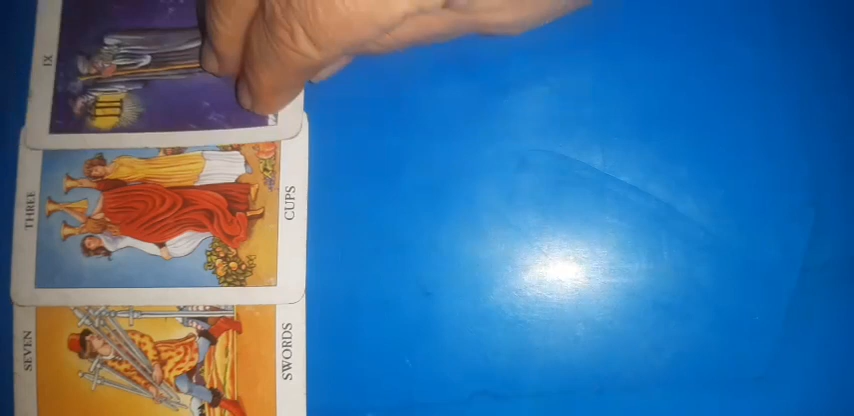 IX
THREE
CUPS
SEVEN
SWORDS